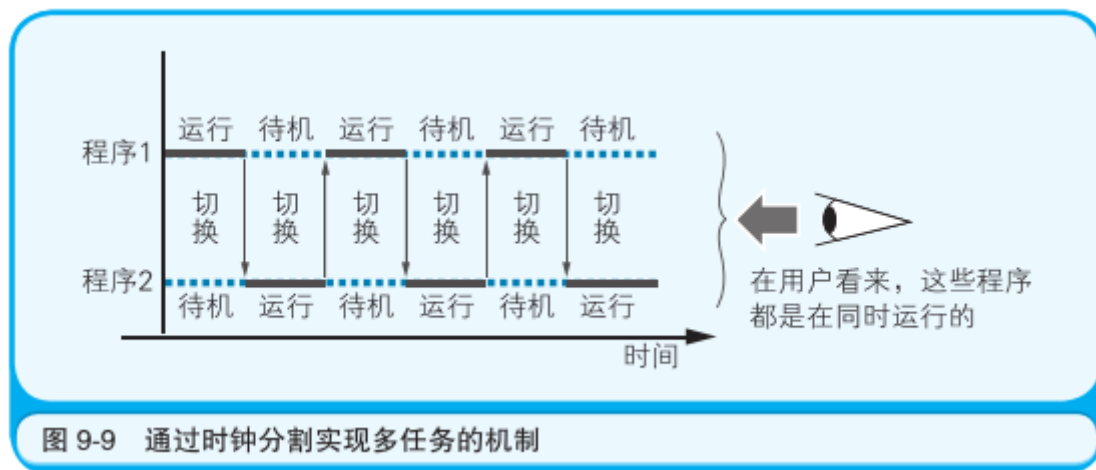 运行 待机 运行 待机 运行 待机
程序1
切换 切换 切换 切换 切换 切换
程序2
待机 运行 待机 运行 待机 运行
时间
在用户看来，这些程序
都是在同时运行的
图 9-9 通过时钟分割实现多任务的机制